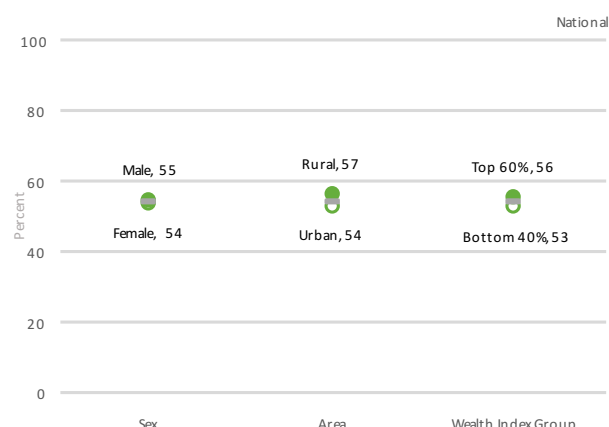 National
100
80
Male, 55
Rural, 57
Top 60%, 56
60
Percent
Female, 54
Urban, 54
Bottom 40%, 53
40
20
0
Sex
Area
Wealth Index Group